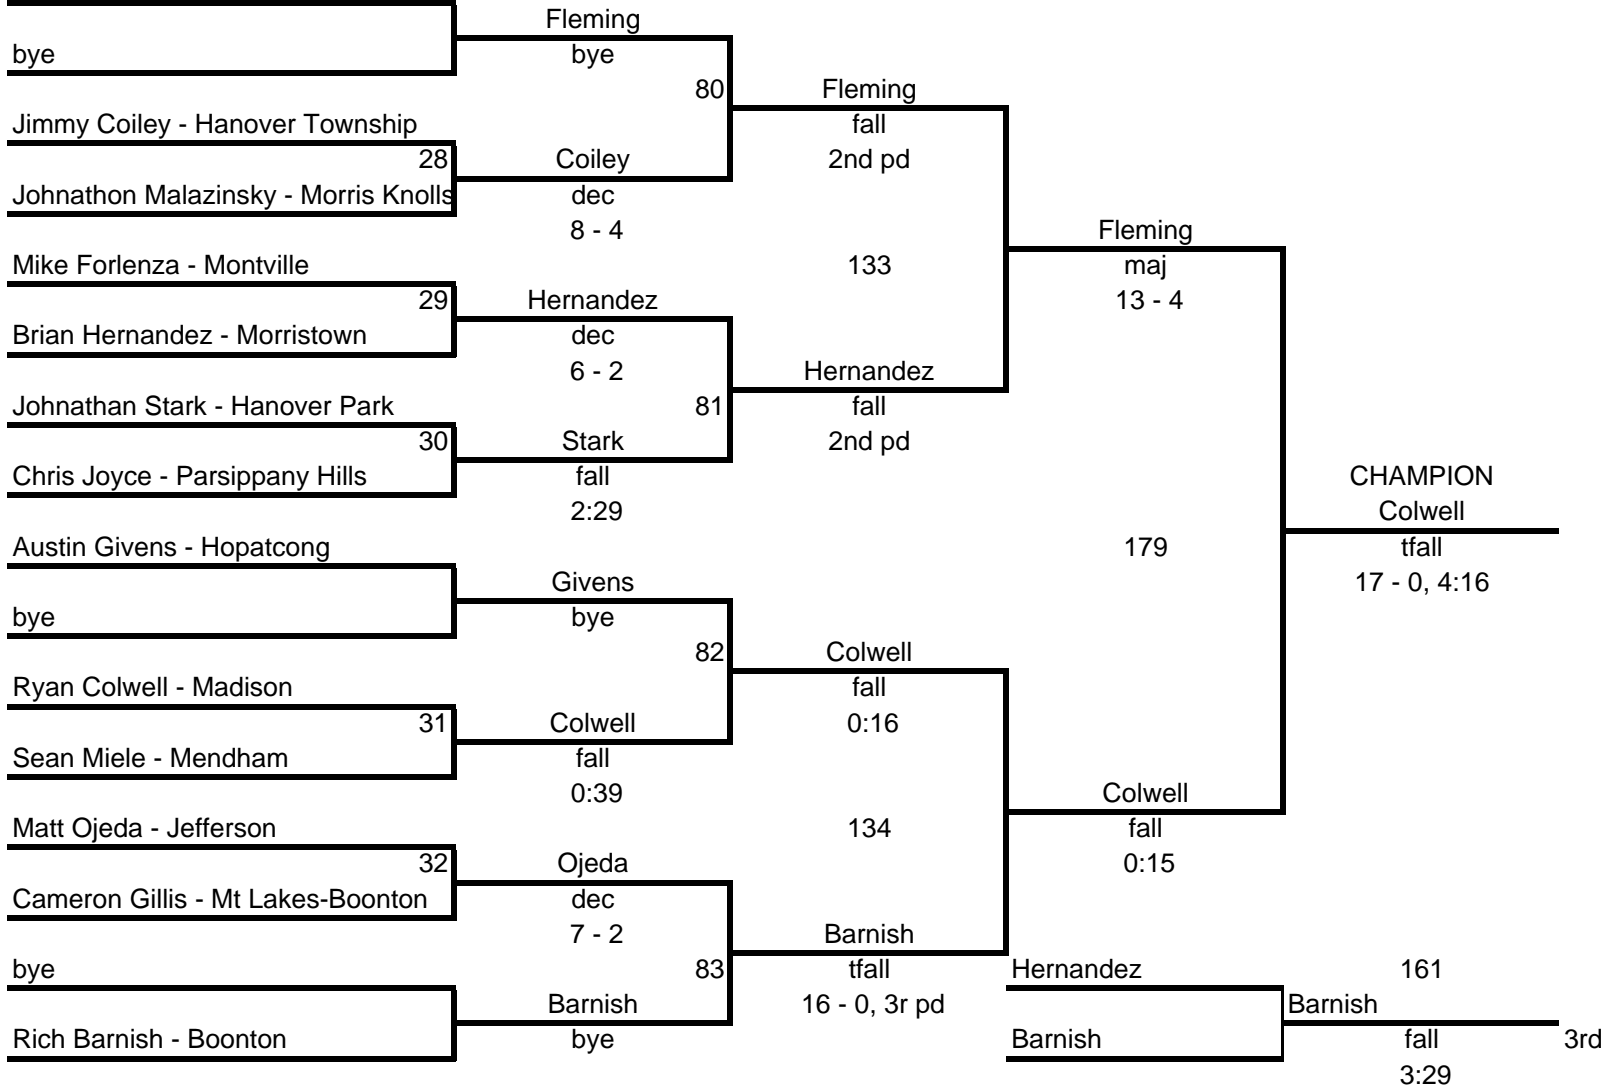 Fleming
bye
bye
80
Fleming
Jimmy Coiley - Hanover Township
fall
28
Coiley
2nd pd
Johnathon Malazinsky - Morris Knolls
dec
8 - 4
Fleming
Mike Forlenza - Montville
133
maj
29
Hernandez
13 - 4
Brian Hernandez - Morristown
dec
6 - 2
Hernandez
Johnathan Stark - Hanover Park
81
fall
30
Stark
2nd pd
Chris Joyce - Parsippany Hills
fall
CHAMPION
2:29
Colwell
Austin Givens - Hopatcong
179
tfall
Givens
17 - 0, 4:16
bye
bye
82
Colwell
Ryan Colwell - Madison
fall
31
Colwell
0:16
Sean Miele - Mendham
fall
0:39
Colwell
Matt Ojeda - Jefferson
134
fall
32
Ojeda
0:15
Cameron Gillis - Mt Lakes-Boonton
dec
7 - 2
Barnish
bye
83
tfall
Hernandez
161
Barnish
16 - 0, 3r pd
Barnish
Rich Barnish - Boonton
bye
Barnish
fall
3rd
3:29